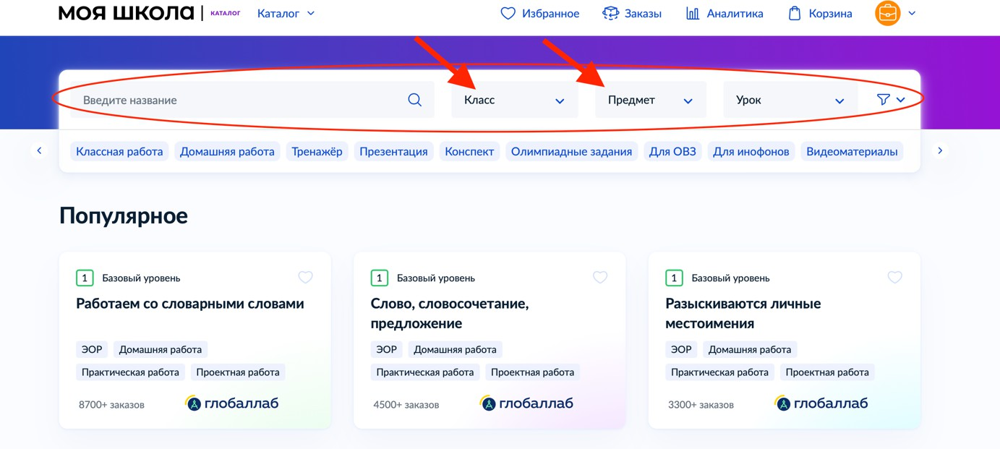 МОЯ ШКОЛА | КАТАЛОГ Каталог Избранное Заказы Аналитика Корзина
Введите название Класс Предмет Урок
Классная работа Домашняя работа Тренажёр Презентация Конспект Олимпиадные задания Для ОВЗ Для инофонов Видеоматериалы
Популярное
1 Базовый уровень
Работаем со словарными словами
ЭОР Домашняя работа
Практическая работа Проектная работа
8700+ заказов глобаллаб
1 Базовый уровень
Слово, словосочетание,
предложение
ЭОР Домашняя работа
Практическая работа Проектная работа
4500+ заказов глобаллаб
1 Базовый уровень
Разыскиваются личные
местоимения
ЭОР Домашняя работа
Практическая работа Проектная работа
3300+ заказов глобаллаб